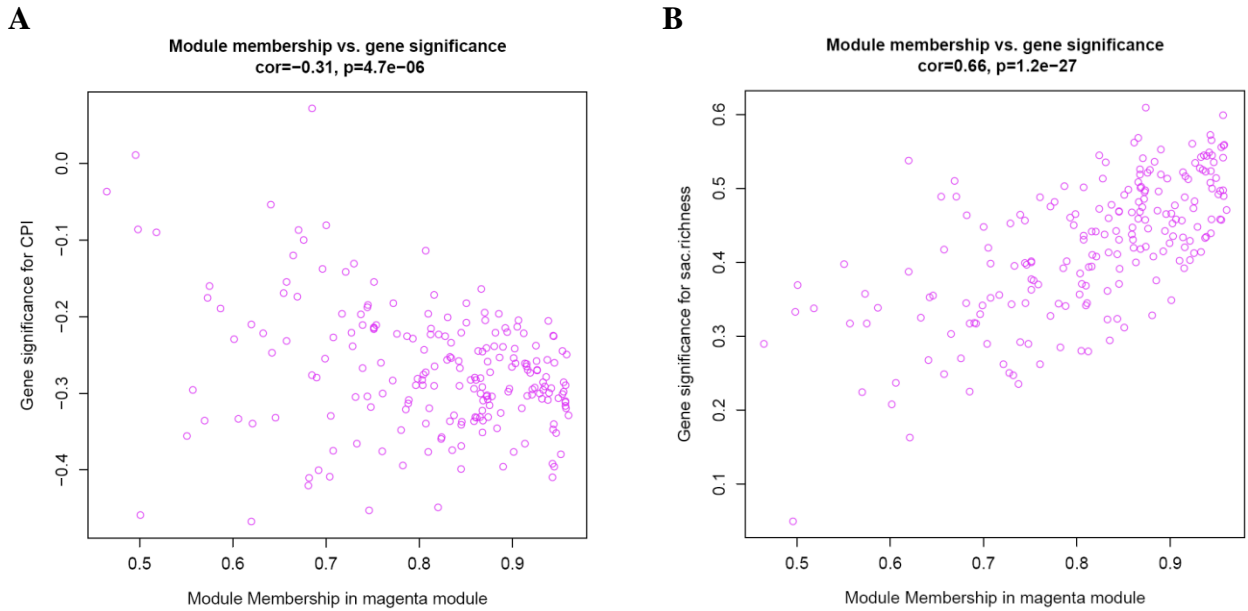 A
Module membership vs. gene significance
cor=−0.31, p=4.7e−06
Gene significance for CPI
0.0
−0.1
−0.2
−0.3
−0.4
0.5 0.6 0.7 0.8 0.9
Module Membership in magenta module
B
Module membership vs. gene significance
cor=0.66, p=1.2e−27
Gene significance for sac.richness
0.6
0.5
0.4
0.3
0.2
0.1
0.5 0.6 0.7 0.8 0.9
Module Membership in magenta module